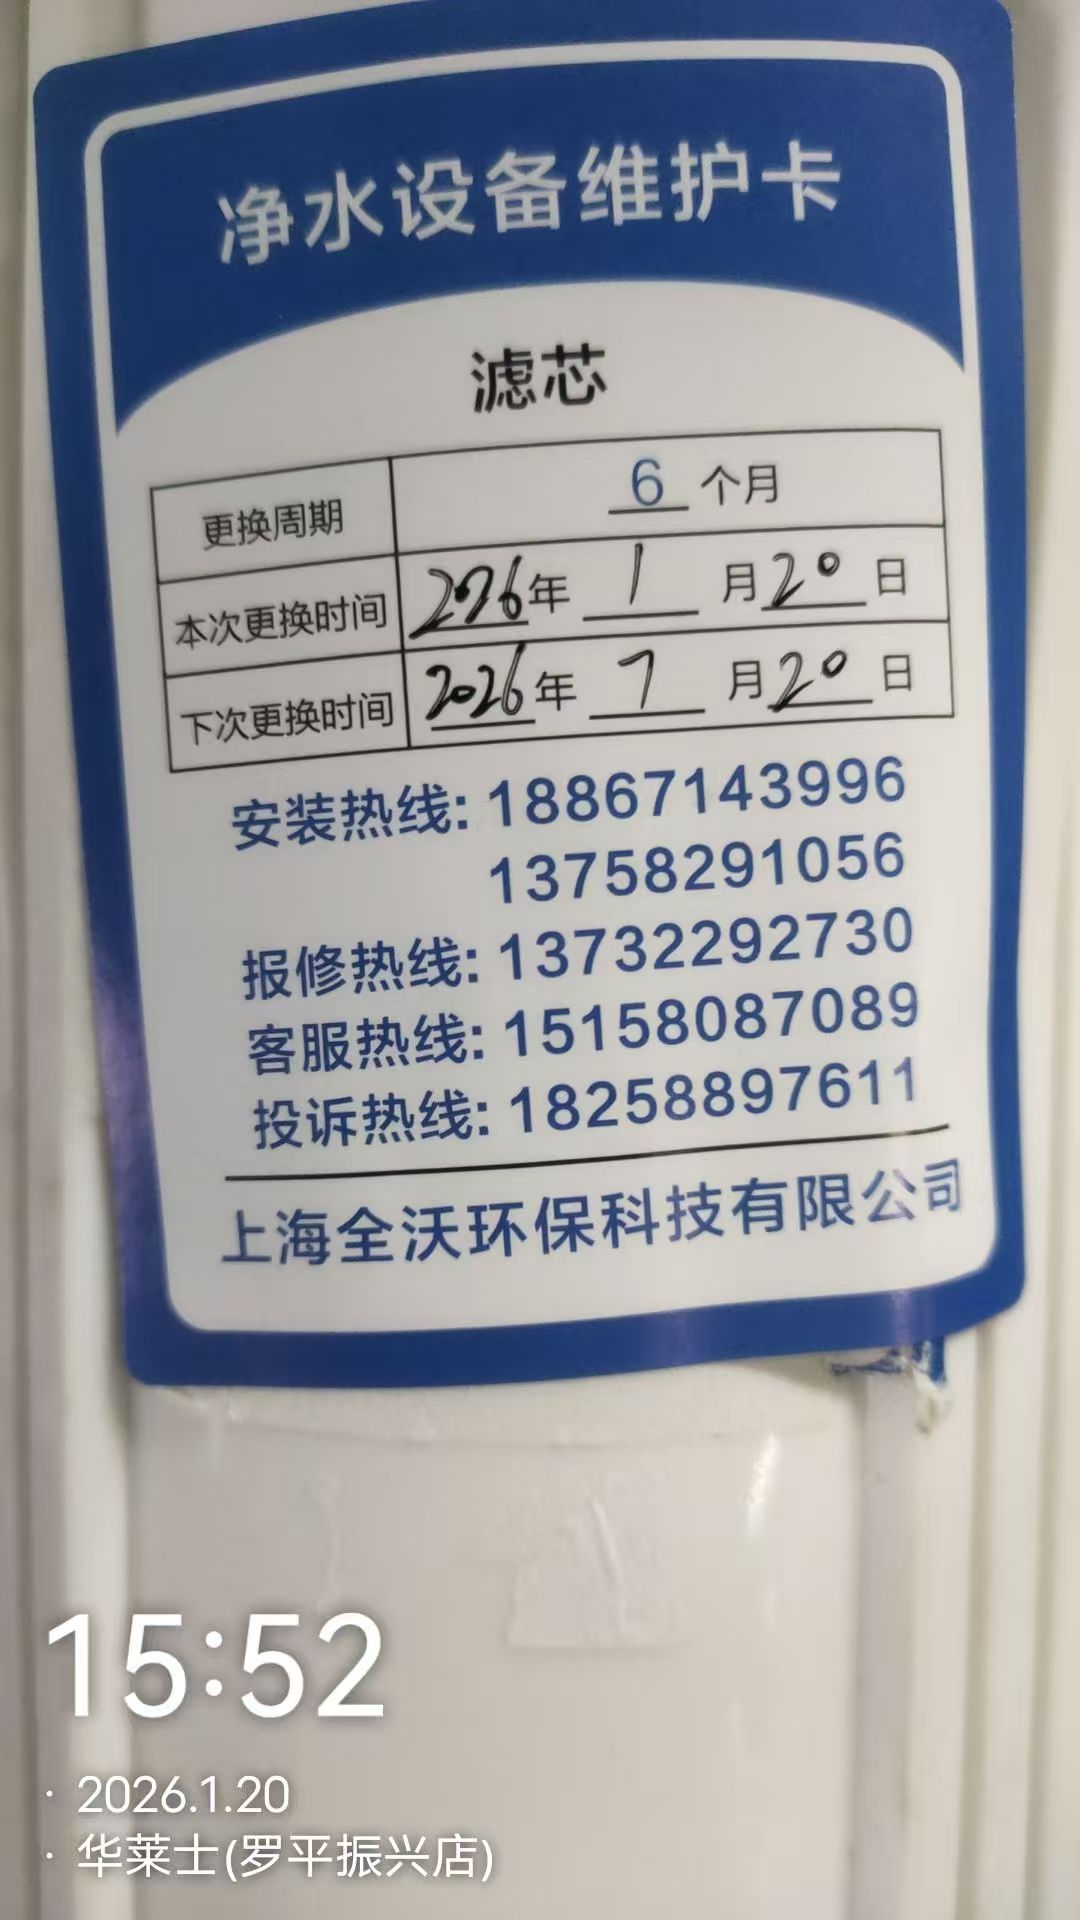 净水设备维护卡
滤芯
更换周期 6 个月
本次更换时间 2026年 1 月 20 日
下次更换时间 2026年 7 月 20 日
安装热线: 18867143996
13758291056
报修热线: 13732292730
客服热线: 15158087089
投诉热线: 18258897611
上海全沃环保科技有限公司
15:52
· 2026.1.20
· 华莱士(罗平振兴店)